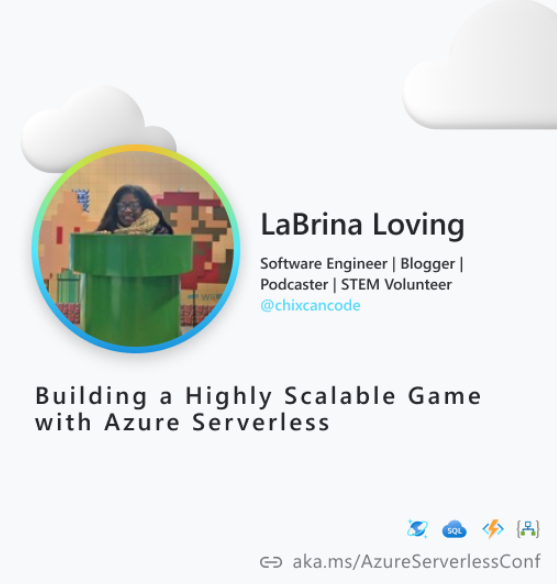 LaBrina Loving
Software Engineer | Blogger |
Podcaster | STEM Volunteer
@chixcancode
Building a Highly Scalable Game
with Azure Serverless
SQL
aka.ms/AzureServerlessConf